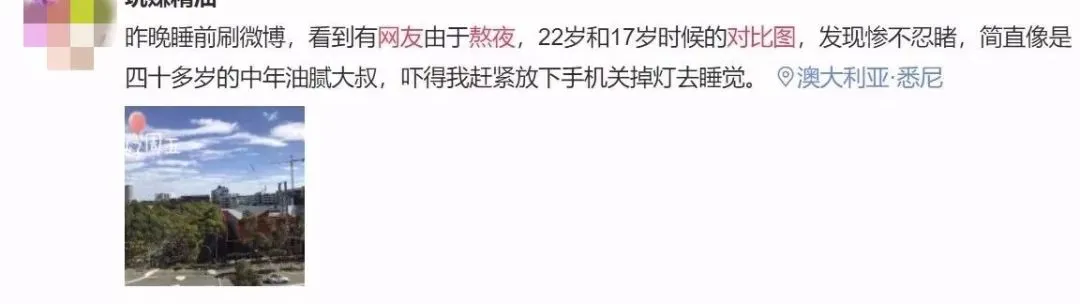 昨晚睡前刷微博，看到有网友由于熬夜，22岁和17岁时候的对比图，发现惨不忍睹，简直像是
四十多岁的中年油腻大叔，吓得我赶紧放下手机关掉灯去睡觉。 澳大利亚·悉尼